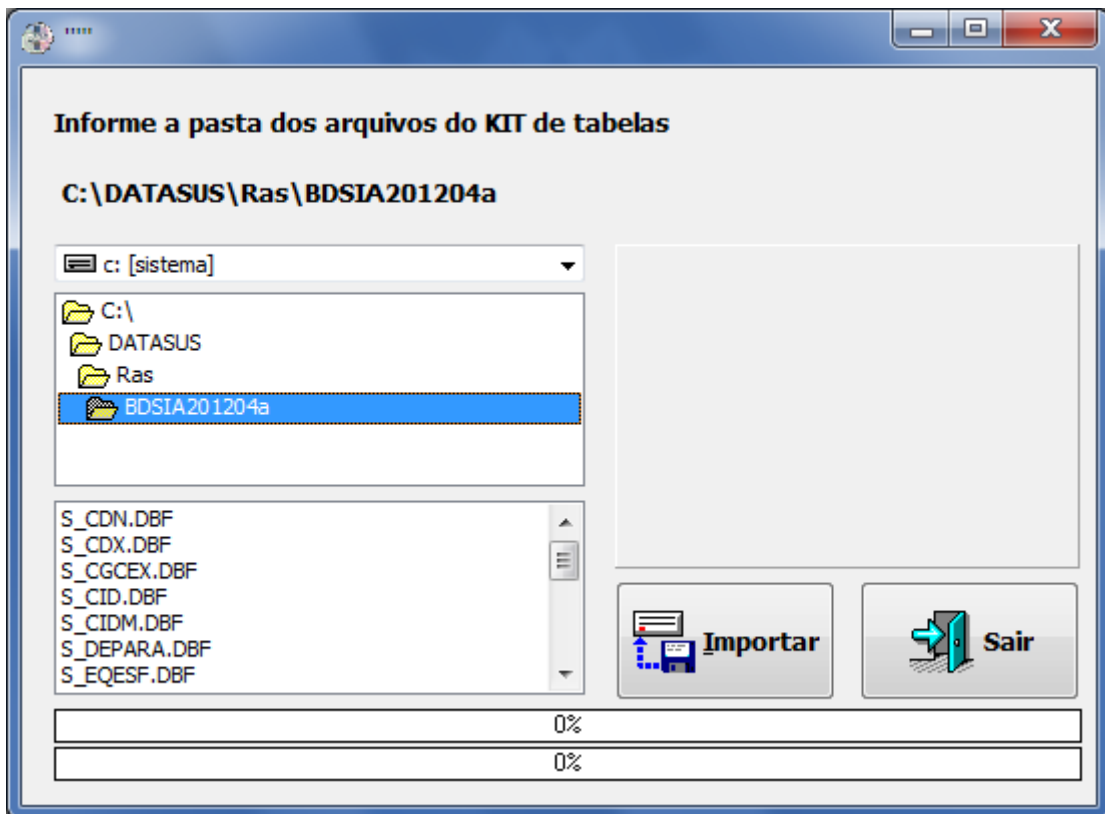 '''''
Informe a pasta dos arquivos do KIT de tabelas
C:\DATASUS\Ras\BDSIA201204a
c: [sistema]
C:\
DATASUS
Ras
BDSIA201204a
S_CDN.DBF
S_CDX.DBF
S_CGCEX.DBF
S_CID.DBF
S_CIDM.DBF
S_DEPARA.DBF
S_EQESF.DBF
Importar
Sair
0%
0%